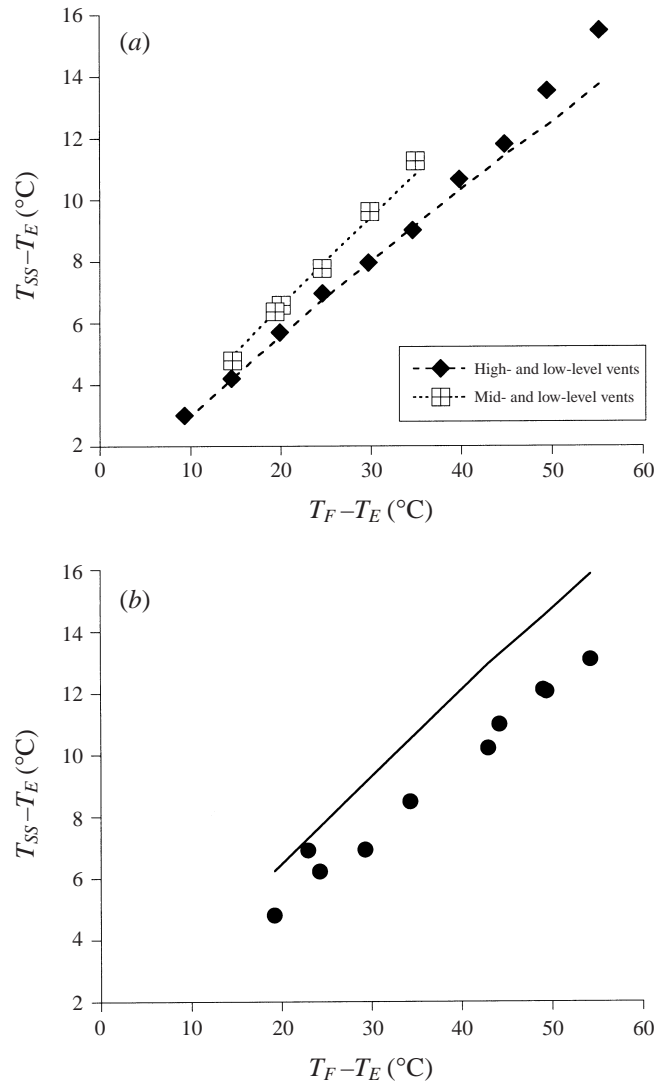 (a)
16
14
12
10
8
6
4
2
T_SS–T_E (°C)
High- and low-level vents
Mid- and low-level vents
0 10 20 30 40 50 60
T_F–T_E (°C)
(b)
16
14
12
10
8
6
4
2
T_SS–T_E (°C)
0 10 20 30 40 50 60
T_F–T_E (°C)